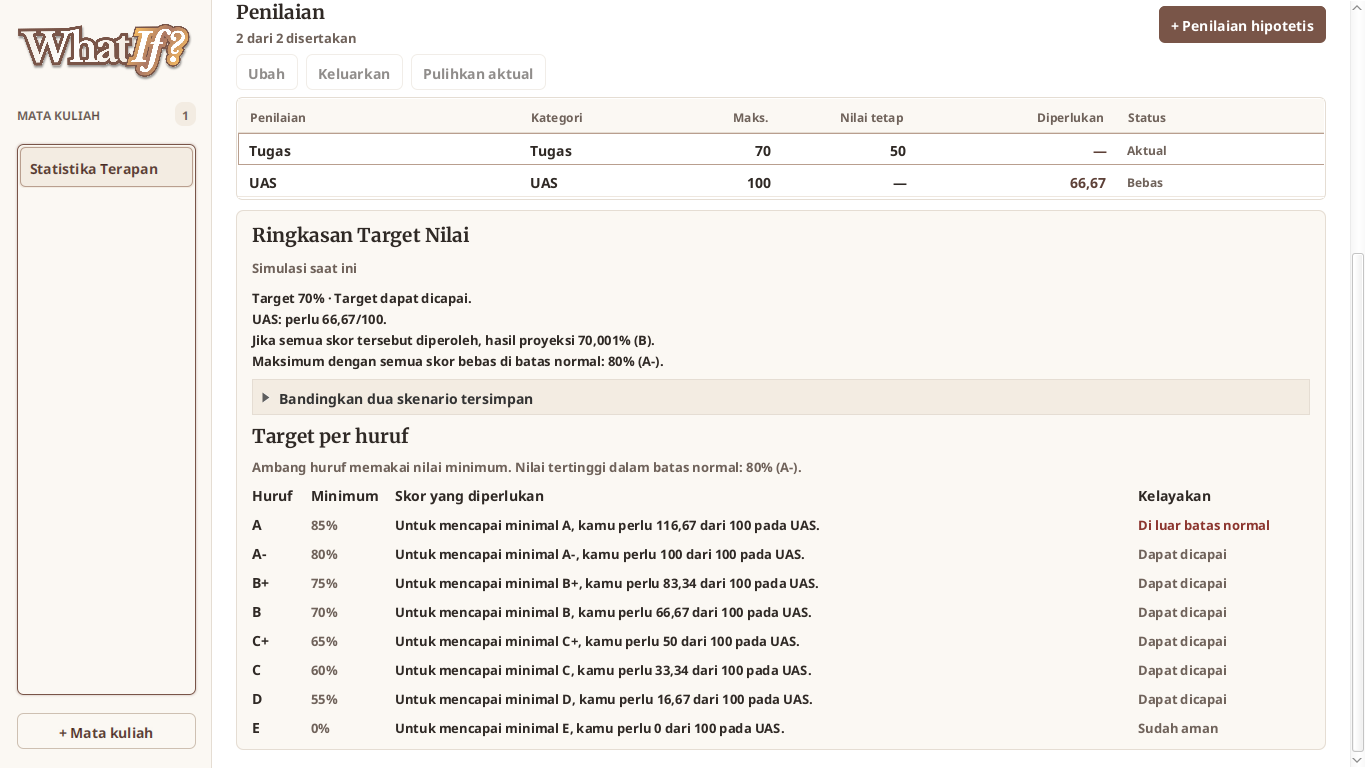 WhatIf?
MATA KULIAH 1
Statistika Terapan
+ Mata kuliah
Penilaian
2 dari 2 disertakan
+ Penilaian hipotetis
Ubah Keluarkan Pulihkan aktual
Penilaian Kategori Maks. Nilai tetap Diperlukan Status
Tugas Tugas 70 50 — Aktual
UAS UAS 100 — 66,67 Bebas
Ringkasan Target Nilai
Simulasi saat ini
Target 70% · Target dapat dicapai.
UAS: perlu 66,67/100.
Jika semua skor tersebut diperoleh, hasil proyeksi 70,001% (B).
Maksimum dengan semua skor bebas di batas normal: 80% (A-).
Bandingkan dua skenario tersimpan
Target per huruf
Ambang huruf memakai nilai minimum. Nilai tertinggi dalam batas normal: 80% (A-).
Huruf Minimum Skor yang diperlukan Kelayakan
A 85% Untuk mencapai minimal A, kamu perlu 116,67 dari 100 pada UAS. Di luar batas normal
A- 80% Untuk mencapai minimal A-, kamu perlu 100 dari 100 pada UAS. Dapat dicapai
B+ 75% Untuk mencapai minimal B+, kamu perlu 83,34 dari 100 pada UAS. Dapat dicapai
B 70% Untuk mencapai minimal B, kamu perlu 66,67 dari 100 pada UAS. Dapat dicapai
C+ 65% Untuk mencapai minimal C+, kamu perlu 50 dari 100 pada UAS. Dapat dicapai
C 60% Untuk mencapai minimal C, kamu perlu 33,34 dari 100 pada UAS. Dapat dicapai
D 55% Untuk mencapai minimal D, kamu perlu 16,67 dari 100 pada UAS. Dapat dicapai
E 0% Untuk mencapai minimal E, kamu perlu 0 dari 100 pada UAS. Sudah aman